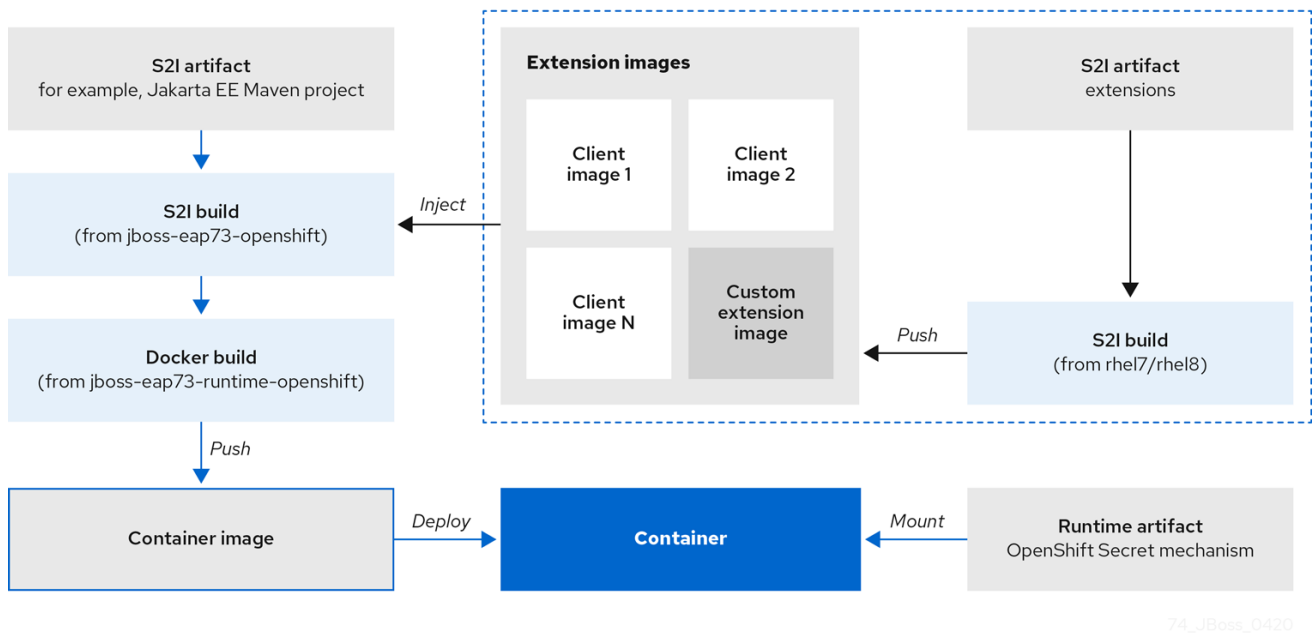 S2I artifact
for example, Jakarta EE Maven project
S2I build
(from jboss-eap73-openshift)
Docker build
(from jboss-eap73-runtime-openshift)
Push
Container image
Inject
Extension images
Client
image 1
Client
image 2
Client
image N
Custom
extension
image
S2I artifact
extensions
Push
S2I build
(from rhel7/rhel8)
Deploy
Container
Mount
Runtime artifact
OpenShift Secret mechanism
74_JBoss_0420